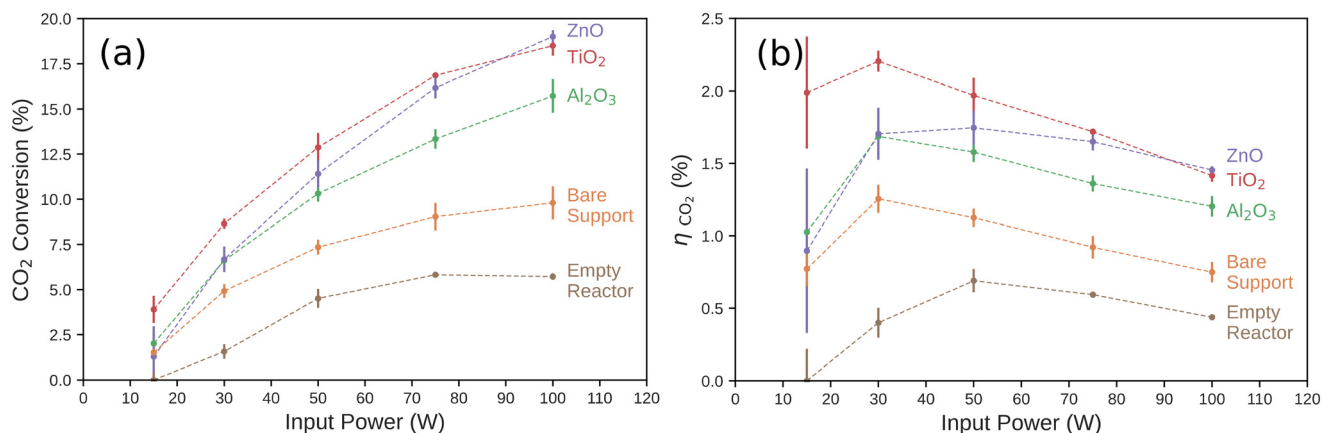 (a)
CO₂ Conversion (%)
20.0
17.5
15.0
12.5
10.0
7.5
5.0
2.5
0.0
ZnO
TiO₂
Al₂O₃
Bare
Support
Empty
Reactor
0 10 20 30 40 50 60 70 80 90 100 110 120
Input Power (W)
(b)
η CO₂ (%)
2.5
2.0
1.5
1.0
0.5
0.0
ZnO
TiO₂
Al₂O₃
Bare
Support
Empty
Reactor
0 10 20 30 40 50 60 70 80 90 100 110 120
Input Power (W)